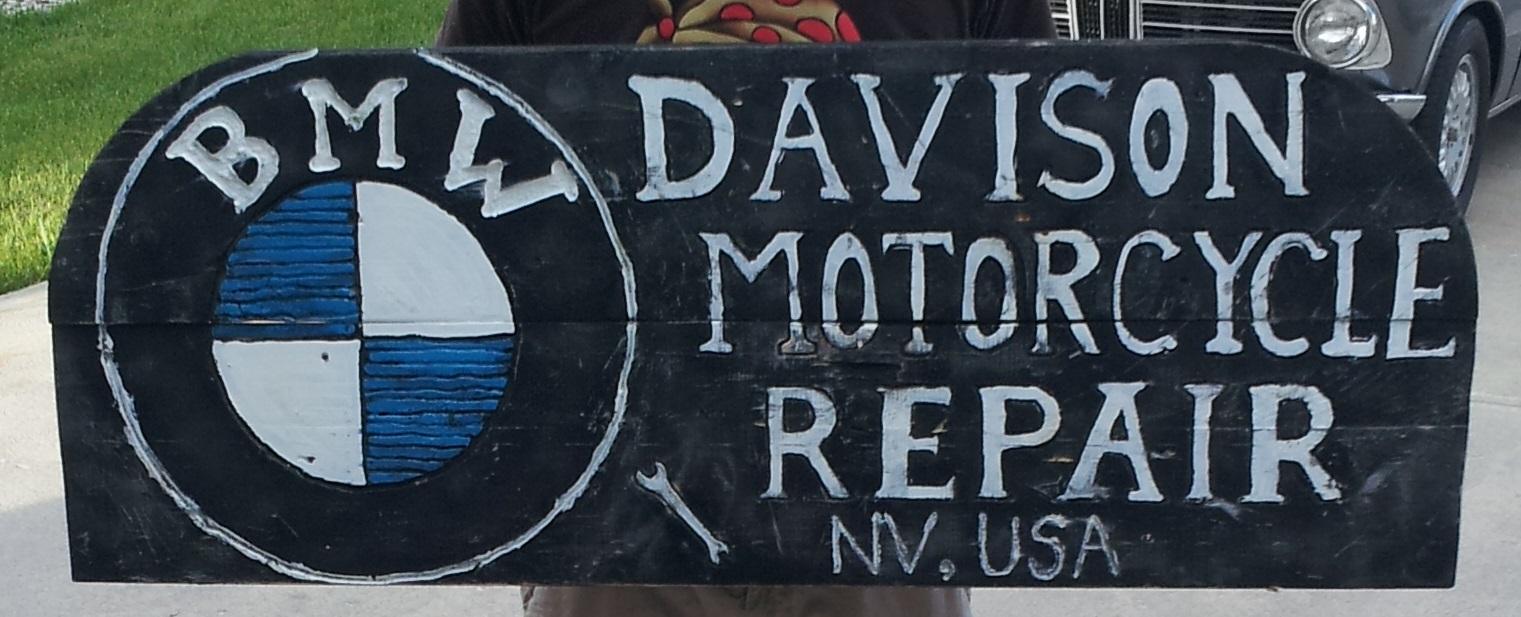 BMW
DAVISON
MOTORCYCLE
REPAIR
NV, USA